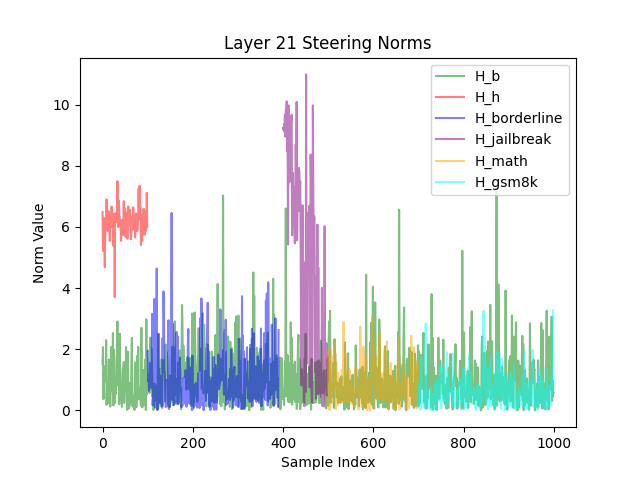 Layer 21 Steering Norms
H_b
H_h
H_borderline
H_jailbreak
H_math
H_gsm8k
10
8
6
4
2
0
Norm Value
0
200
400
600
800
1000
Sample Index